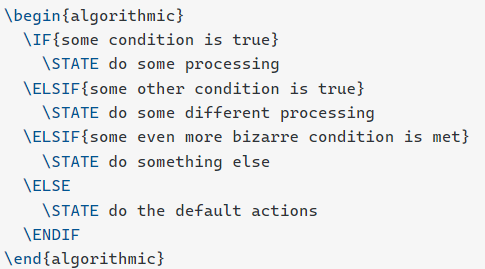 \begin{algorithmic}
  \IF{some condition is true}
    \STATE do some processing
  \ELSIF{some other condition is true}
    \STATE do some different processing
  \ELSIF{some even more bizarre condition is met}
    \STATE do something else
  \ELSE
    \STATE do the default actions
  \ENDIF
\end{algorithmic}